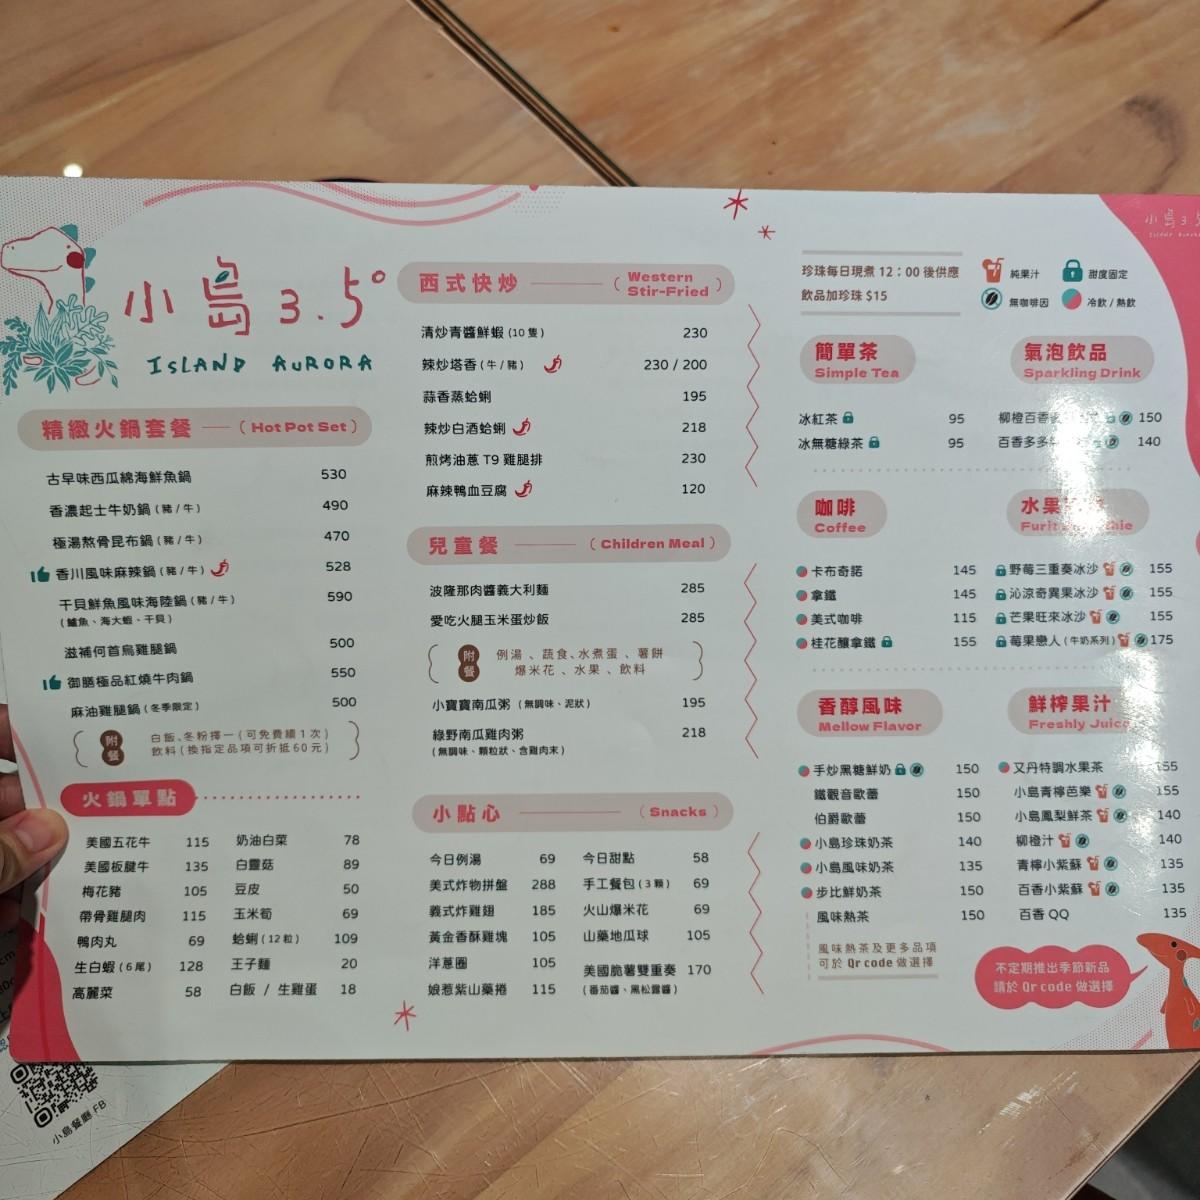 小島3.5°
ISLAND AURORA
精緻火鍋套餐 (Hot Pot Set)
古早味西瓜綿海鮮魚鍋 530
香濃起士牛奶鍋(豬/牛) 490
極湯熬骨昆布鍋(豬/牛) 470
香川風味麻辣鍋(豬/牛) 528
干貝鮮魚風味海陸鍋(豬/牛) 590
(鱸魚、海大蝦、干貝)
滋補何首烏雞腿鍋 500
御膳極品紅燒牛肉鍋 550
麻油雞腿鍋(冬季限定) 500
附餐
白飯、冬粉擇一(可免費續1次)
飲料(換指定品項可折抵60元)
火鍋單點
美國五花牛 115 奶油白菜 78
美國板腱牛 135 白靈菇 89
梅花豬 105 豆皮 50
帶骨雞腿肉 115 玉米筍 69
鴨肉丸 69 蛤蜊(12粒) 109
生白蝦(6尾) 128 王子麵 20
高麗菜 58 白飯 / 生雞蛋 18
西式快炒 (Western Stir-Fried)
清炒青醬鮮蝦(10隻) 230
辣炒塔香(牛/豬) 230 / 200
蒜香蒸蛤蜊 195
辣炒白酒蛤蜊 218
煎烤油蔥 T9 雞腿排 230
麻辣鴨血豆腐 120
兒童餐 (Children Meal)
波隆那肉醬義大利麵 285
愛吃火腿玉米蛋炒飯 285
附餐
例湯、蔬食、水煮蛋、薯餅
爆米花、水果、飲料
小寶寶南瓜粥 (無調味、泥狀) 195
綠野南瓜雞肉粥 218
(無調味、顆粒狀、含雞肉末)
小點心 (Snacks)
今日例湯 69 今日甜點 58
美式炸物拼盤 288 手工餐包(3顆) 69
義式炸雞翅 185 火山爆米花 69
黃金香酥雞塊 105 山藥地瓜球 105
洋蔥圈 105 美國脆薯雙重奏 170
娘惹紫山藥捲 115 (番茄醬、黑松露醬)
珍珠每日現煮12:00後供應
飲品加珍珠 $15
純果汁 甜度固定
無咖啡因 冷飲/熱飲
簡單茶
Simple Tea
冰紅茶 95
冰無糖綠茶 95
氣泡飲品
Sparkling Drink
柳橙百香 150
百香多多 140
咖啡
Coffee
卡布奇諾 145
拿鐵 145
美式咖啡 115
桂花釀拿鐵 155
水果
野莓三重奏冰沙 155
沁涼奇異果冰沙 155
芒果旺來冰沙 155
莓果戀人(牛奶系列) 175
香醇風味
Mellow Flavor
手炒黑糖鮮奶 150
鐵觀音歐蕾 150
伯爵歐蕾 150
小島珍珠奶茶 140
小島風味奶茶 135
步比鮮奶茶 150
風味熱茶 150
風味熱茶及更多品項
可於 Qr code 做選擇
鮮榨果汁
Freshly Juice
又丹特調水果茶 155
小島青檸芭樂 155
小島鳳梨鮮茶 140
柳橙汁 140
青檸小紫蘇 135
百香小紫蘇 135
百香 QQ 135
不定期推出季節新品
請於 Qr code 做選擇
小島餐廳 FB